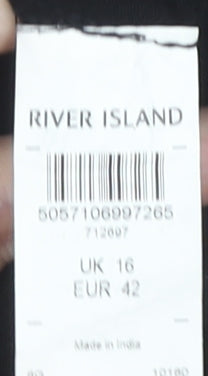 RIVER ISLAND
5057106997265
712697
UK 16
EUR 42
Made in India
10160